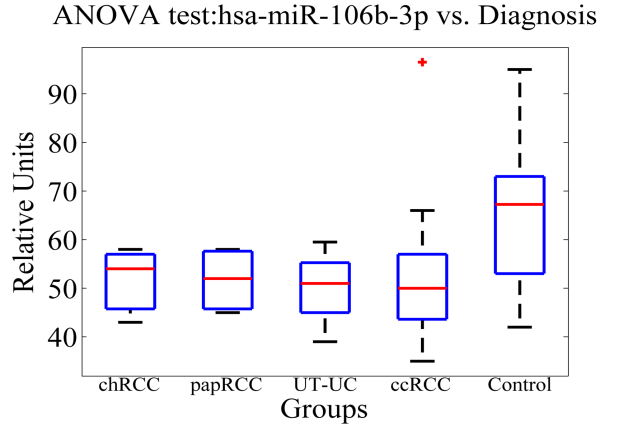 ANOVA test:hsa-miR-106b-3p vs. Diagnosis
Relative Units
90
80
70
60
50
40
chRCC papRCC UT-UC ccRCC Control
Groups